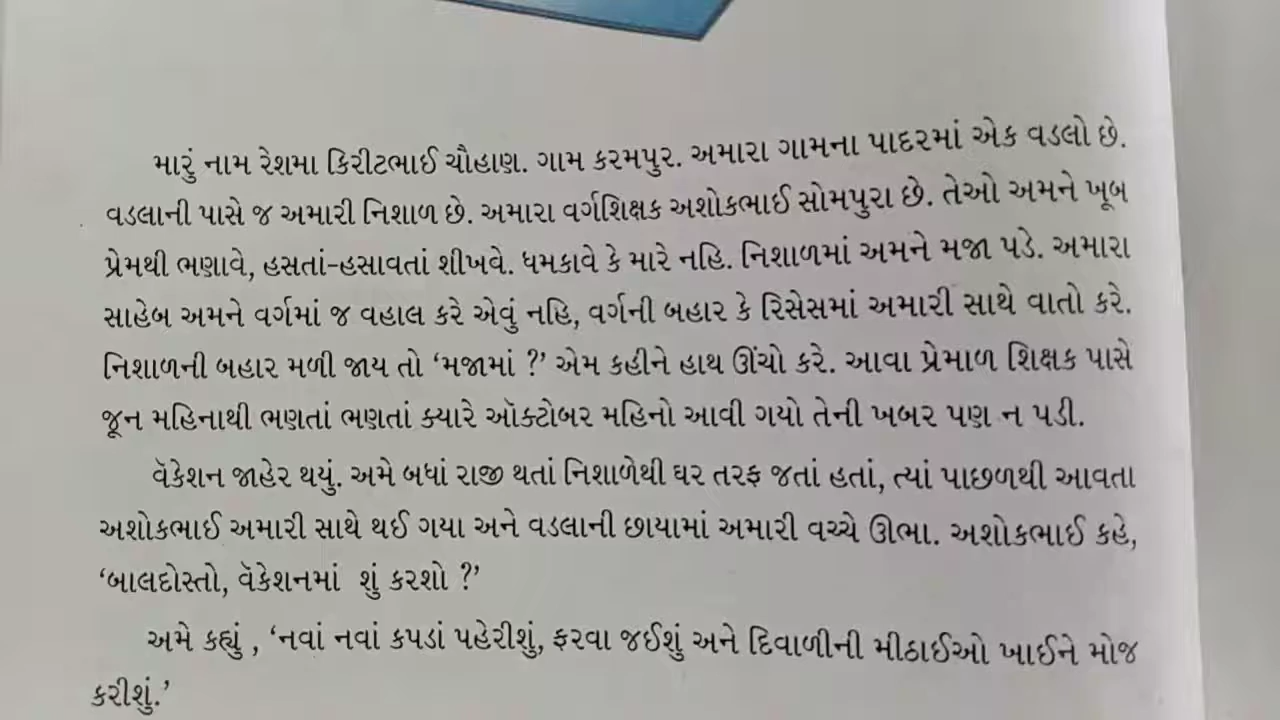 મારું નામ રેશમા કિરીટભાઈ ચૌહાણ. ગામ કરમપુર. અમારા ગામના પાદરમાં એક વડલો છે.
વડલાની પાસે જ અમારી નિશાળ છે. અમારા વર્ગશિક્ષક અશોકભાઈ સોમપુરા છે. તેઓ અમને ખૂબ
પ્રેમથી ભણાવે, હસતાં-હસાવતાં શીખવે. ધમકાવે કે મારે નહિ. નિશાળમાં અમને મજા પડે. અમારા
સાહેબ અમને વર્ગમાં જ વહાલ કરે એવું નહિ, વર્ગની બહાર કે રિસેસમાં અમારી સાથે વાતો કરે.
નિશાળની બહાર મળી જાય તો ‘મજામાં ?’ એમ કહીને હાથ ઊંચો કરે. આવા પ્રેમાળ શિક્ષક પાસે
જૂન મહિનાથી ભણતાં ભણતાં ક્યારે ઑક્ટોબર મહિનો આવી ગયો તેની ખબર પણ ન પડી.
વૅકેશન જાહેર થયું. અમે બધાં રાજી થતાં નિશાળેથી ઘર તરફ જતાં હતાં, ત્યાં પાછળથી આવતા
અશોકભાઈ અમારી સાથે થઈ ગયા અને વડલાની છાયામાં અમારી વચ્ચે ઊભા. અશોકભાઈ કહે,
‘બાલદોસ્તો, વૅકેશનમાં શું કરશો ?’
અમે કહ્યું , ‘નવાં નવાં કપડાં પહેરીશું, ફરવા જઈશું અને દિવાળીની મીઠાઈઓ ખાઈને મોજ
કરીશું.’